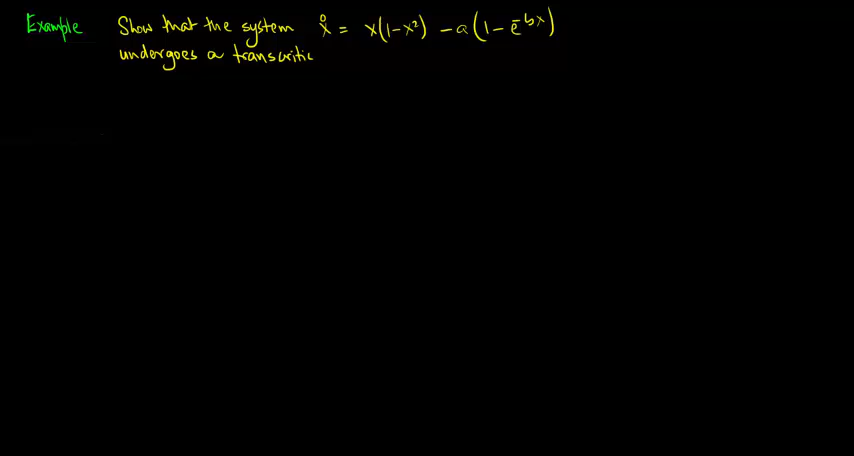 Example Show that the system ẋ = x(1-x²) - a(1 - e^{-bx})
undergoes a transcritic